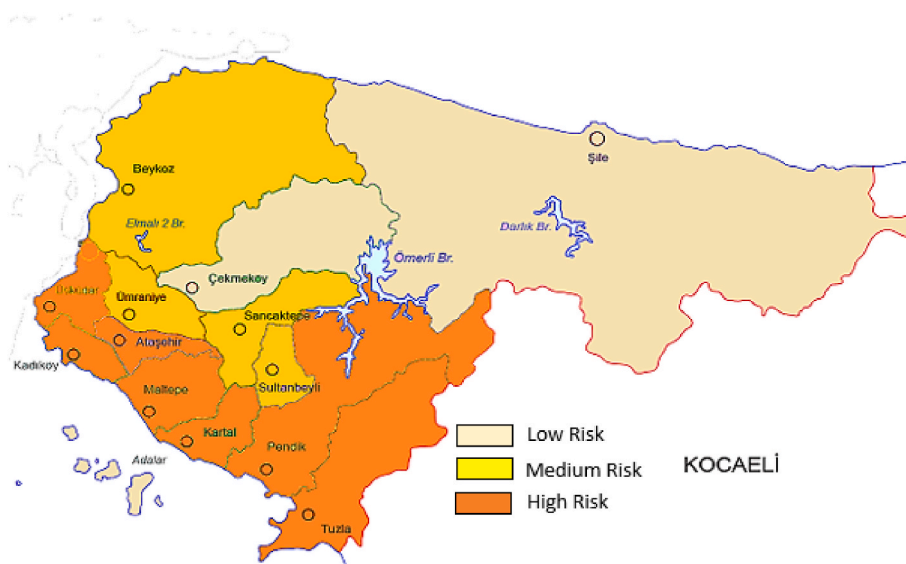 Beykoz
Şile
Elmalı 2 Br.
Darlık Br.
Ömerli Br.
Çekmeköy
Üsküdar
Ümraniye
Sancaktepe
Ataşehir
Kadıköy
Sultanbeyli
Maltepe
Kartal
Pendik
Adalar
Tuzla
Low Risk
Medium Risk
High Risk
KOCAELİ